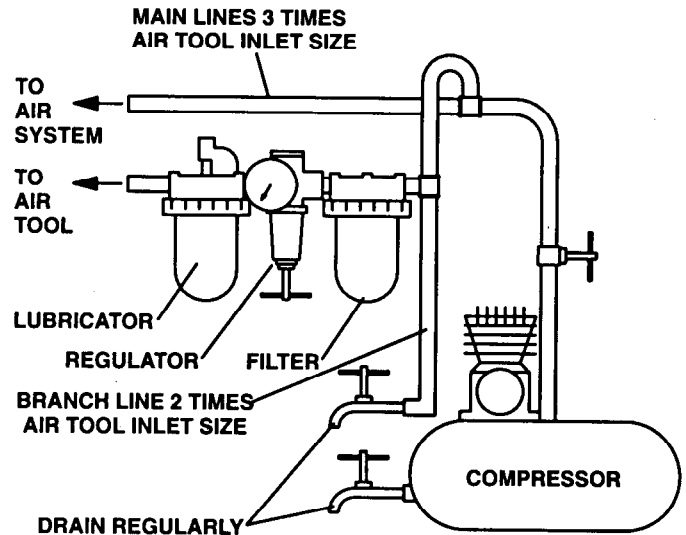 MAIN LINES 3 TIMES
AIR TOOL INLET SIZE
TO
AIR
SYSTEM
TO
AIR
TOOL
LUBRICATOR
REGULATOR
FILTER
BRANCH LINE 2 TIMES
AIR TOOL INLET SIZE
COMPRESSOR
DRAIN REGULARLY